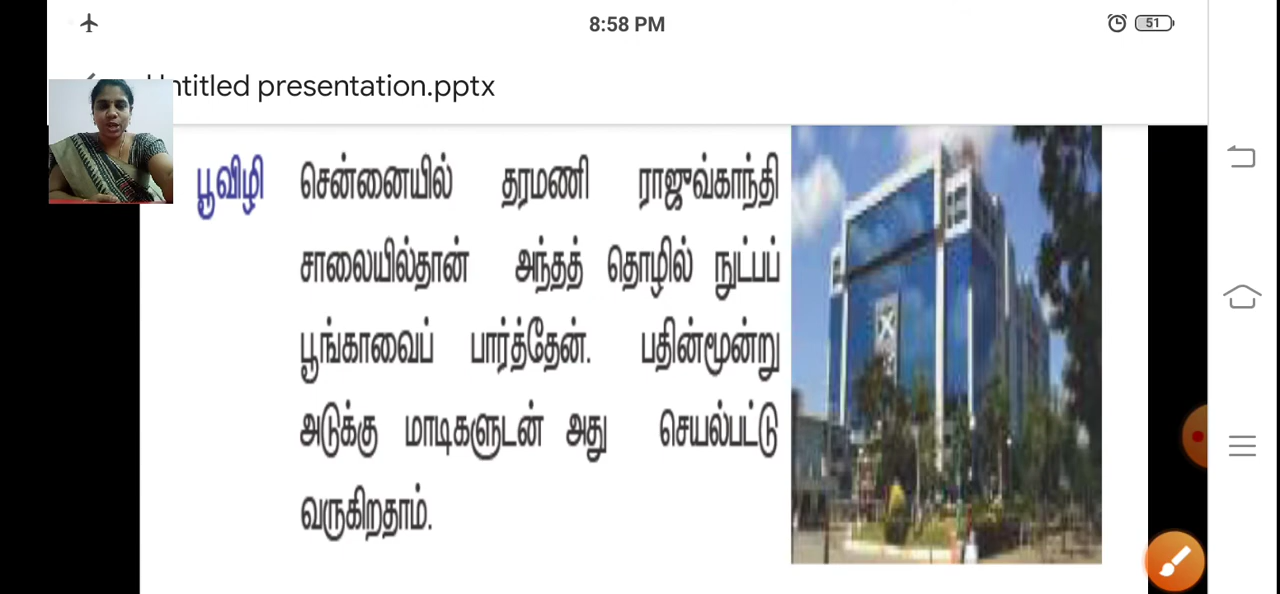 8:58 PM
51
Untitled presentation.pptx
பூவிழி சென்னையில் தரமணி ராஜுவ்காந்தி
சாலையில்தான் அந்தத் தொழில் நுட்பப்
பூங்காவைப் பார்த்தேன். பதின்மூன்று
அடுக்கு மாடிகளுடன் அது செயல்பட்டு
வருகிறதாம்.